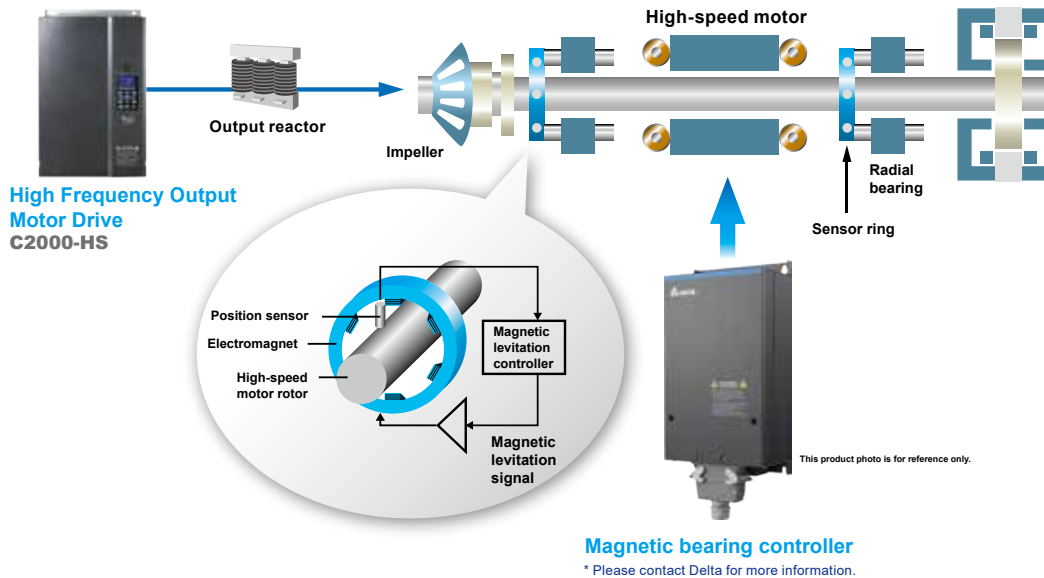 High-speed motor
Output reactor
Impeller
Radial
bearing
Sensor ring
High Frequency Output
Motor Drive
C2000-HS
Position sensor
Electromagnet
High-speed
motor rotor
Magnetic
levitation
controller
Magnetic
levitation
signal
This product photo is for reference only.
Magnetic bearing controller
* Please contact Delta for more information.